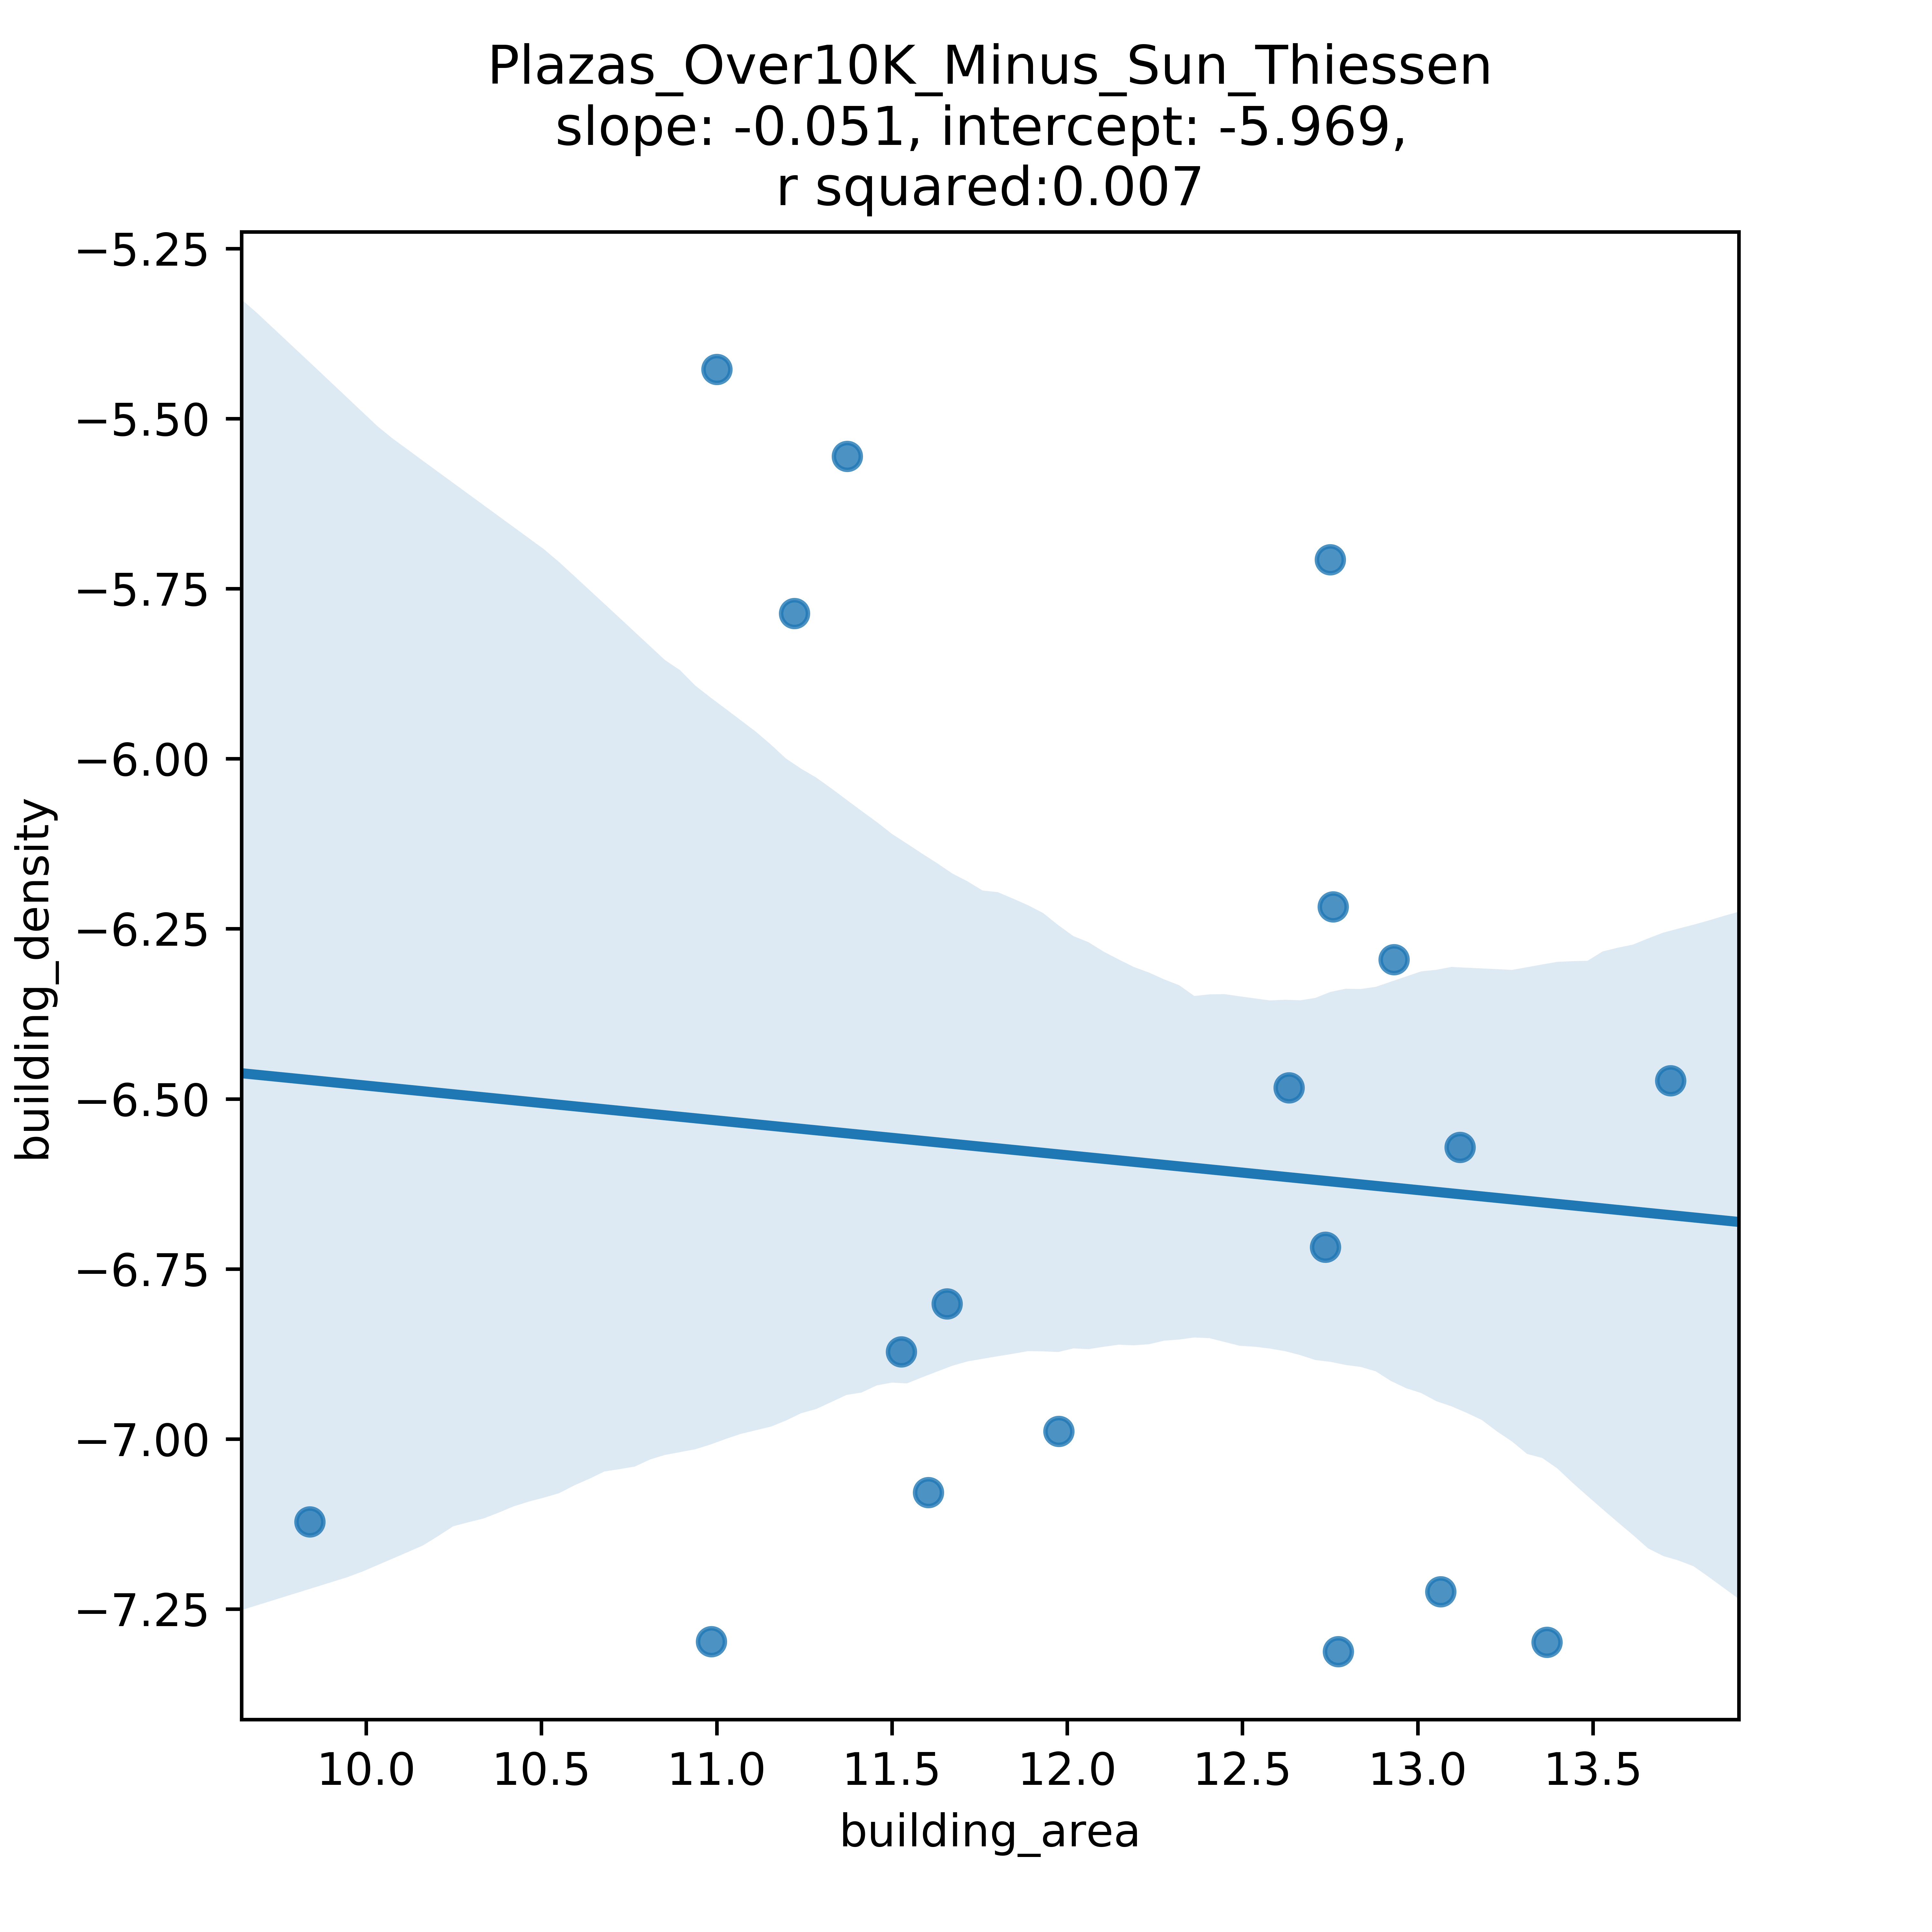 Plazas_Over10K_Minus_Sun_Thiessen
slope: -0.051, intercept: -5.969,
r squared:0.007
−5.25
−5.50
−5.75
−6.00
−6.25
−6.50
−6.75
−7.00
−7.25
building_density
10.0 10.5 11.0 11.5 12.0 12.5 13.0 13.5
building_area